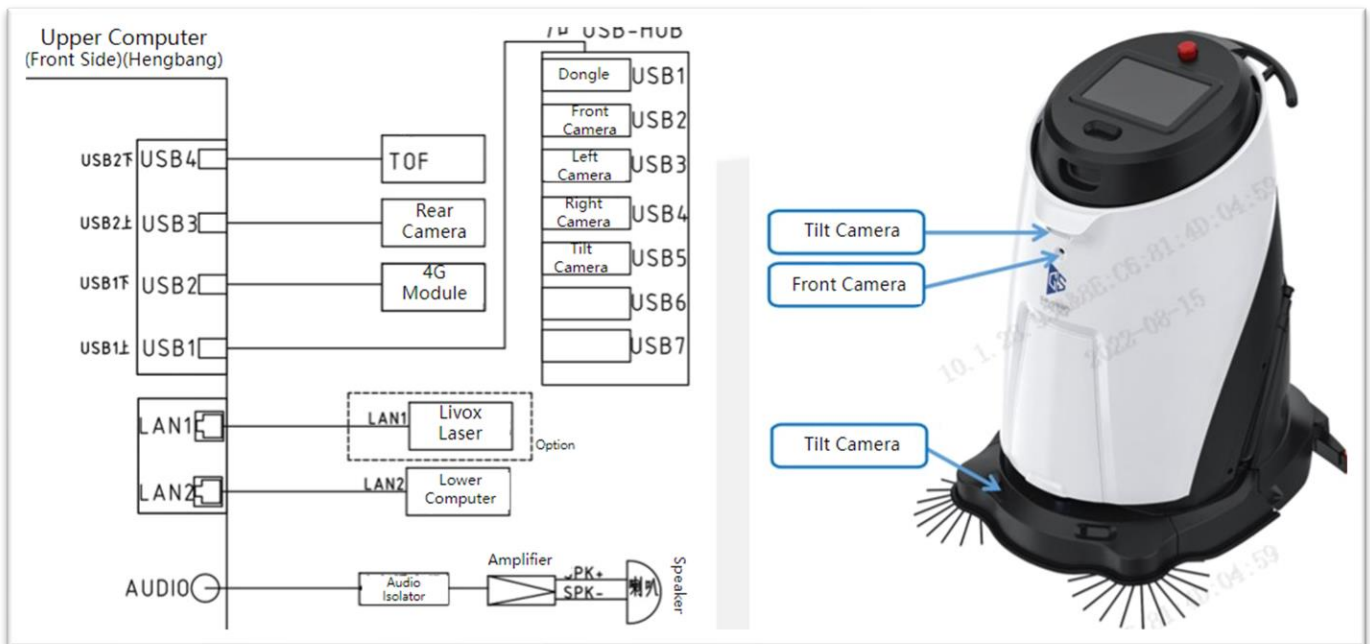 Upper Computer
(Front Side)(Hengbang)
USB2下 USB4
TOF
USB2上 USB3
Rear
Camera
USB1下 USB2
4G
Module
USB1上 USB1
USB-HUB
Dongle USB1
Front
Camera USB2
Left
Camera USB3
Right
Camera USB4
Tilt
Camera USB5
USB6
USB7
LAN1
LAN1
Livox
Laser
Option
LAN2
LAN2
Lower
Computer
AUDIO
Audio
Isolator
Amplifier
SPK-
喇叭
Speaker
Tilt Camera
Front Camera
Tilt Camera
2022-08-15